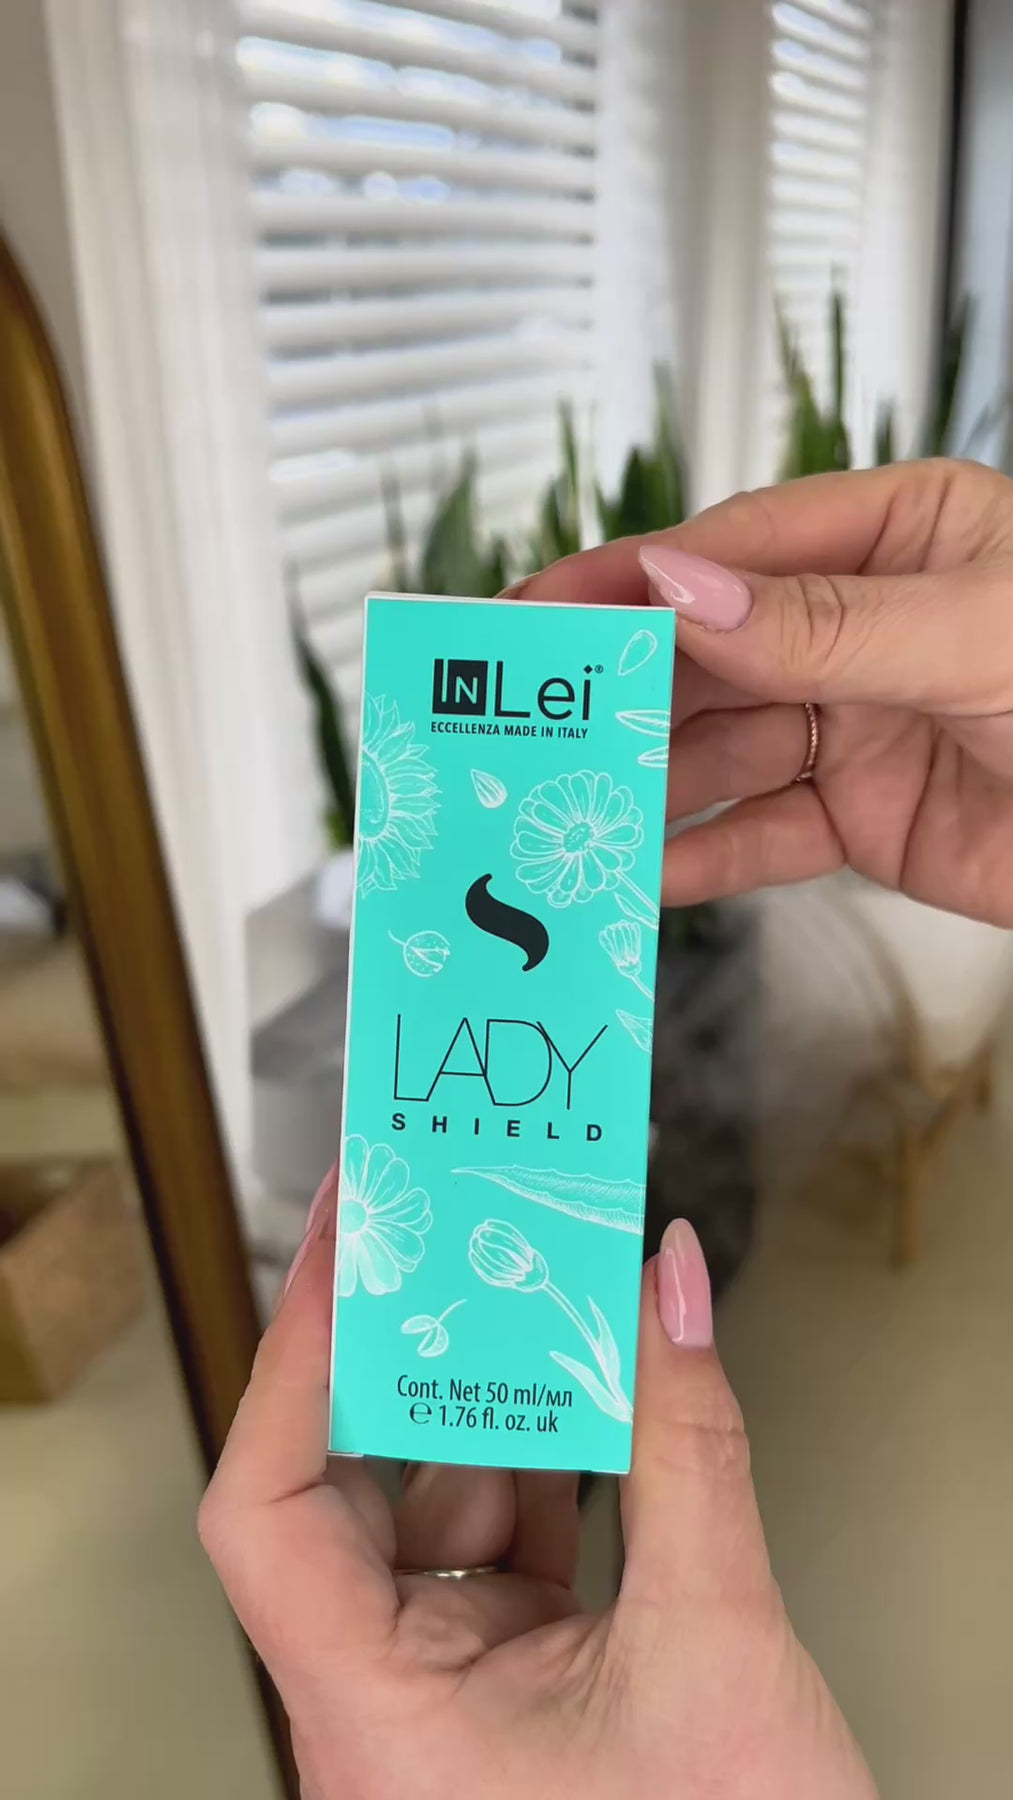 INLei®
ECCELLENZA MADE IN ITALY
LADY
SHIELD
Cont. Net 50 ml/мл
℮ 1.76 fl. oz. uk